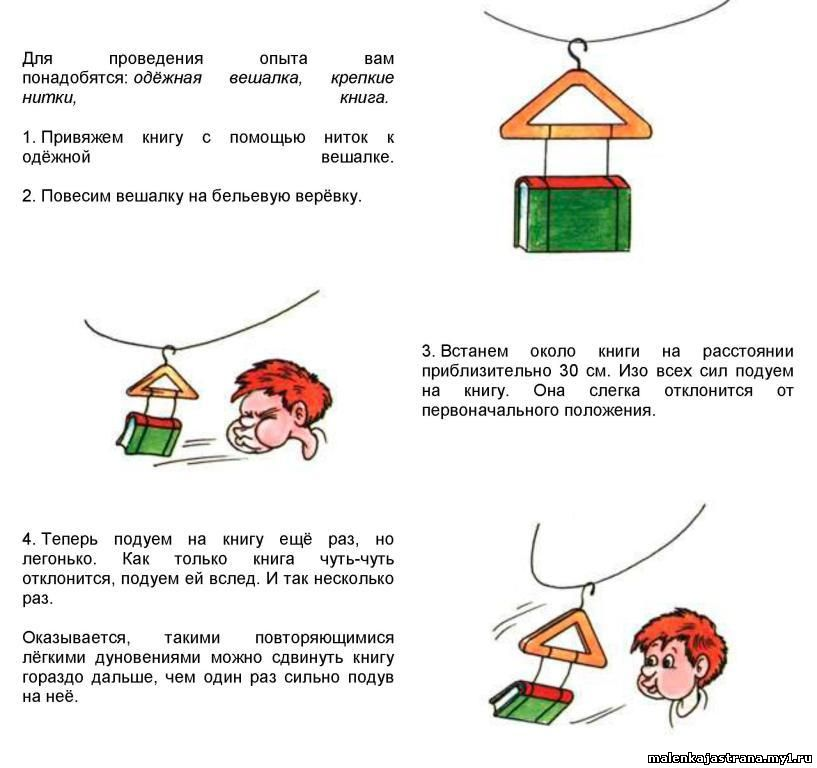 Для проведения опыта вам
понадобятся: одёжная вешалка, крепкие
нитки, книга.
1. Привяжем книгу с помощью ниток к
одёжной вешалке.
2. Повесим вешалку на бельевую верёвку.
3. Встанем около книги на расстоянии
приблизительно 30 см. Изо всех сил подуем
на книгу. Она слегка отклонится от
первоначального положения.
4. Теперь подуем на книгу ещё раз, но
легонько. Как только книга чуть-чуть
отклонится, подуем ей вслед. И так несколько
раз.
Оказывается, такими повторяющимися
лёгкими дуновениями можно сдвинуть книгу
гораздо дальше, чем один раз сильно подув
на неё.
malenkajastrana.my1.ru